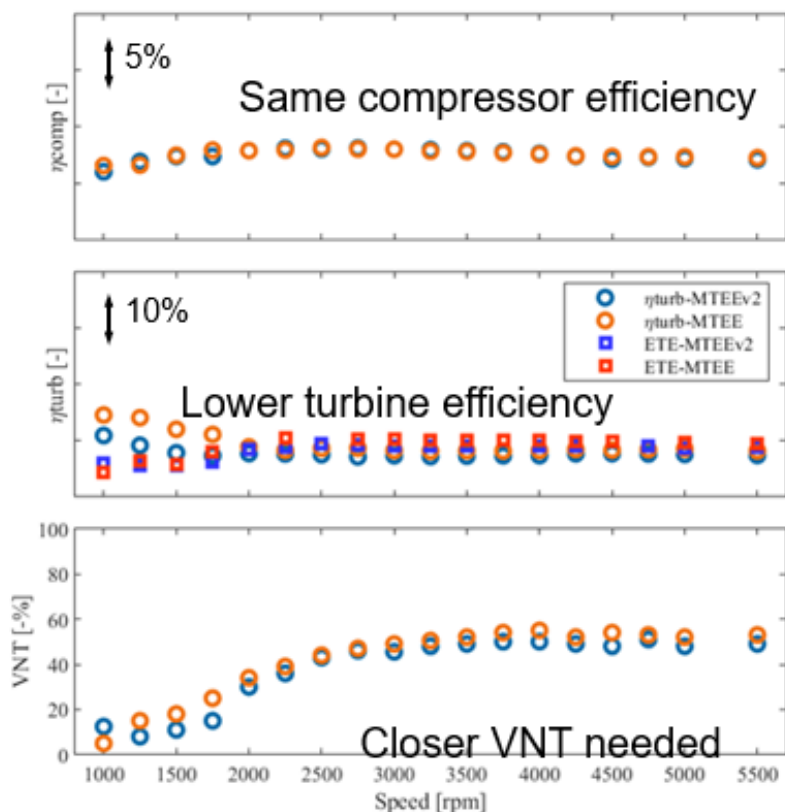 5%
Same compressor efficiency
ηcomp [-]
10%
ηturb-MTEEv2
ηturb-MTEE
ETE-MTEEv2
ETE-MTEE
Lower turbine efficiency
ηturb [-]
100
80
60
40
20
0
VNT [-%]
Closer VNT needed
1000 1500 2000 2500 3000 3500 4000 4500 5000 5500
Speed [rpm]